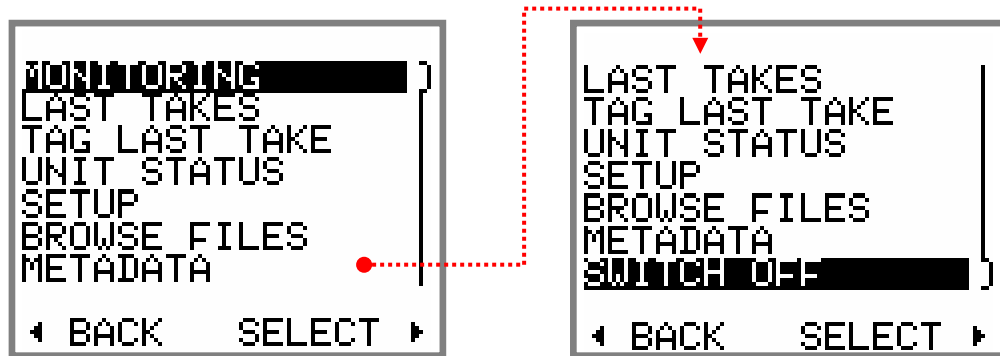 MONITORING
LAST TAKES
TAG LAST TAKE
UNIT STATUS
SETUP
BROWSE FILES
METADATA
BACK SELECT
LAST TAKES
TAG LAST TAKE
UNIT STATUS
SETUP
BROWSE FILES
METADATA
SWITCH OFF
BACK SELECT